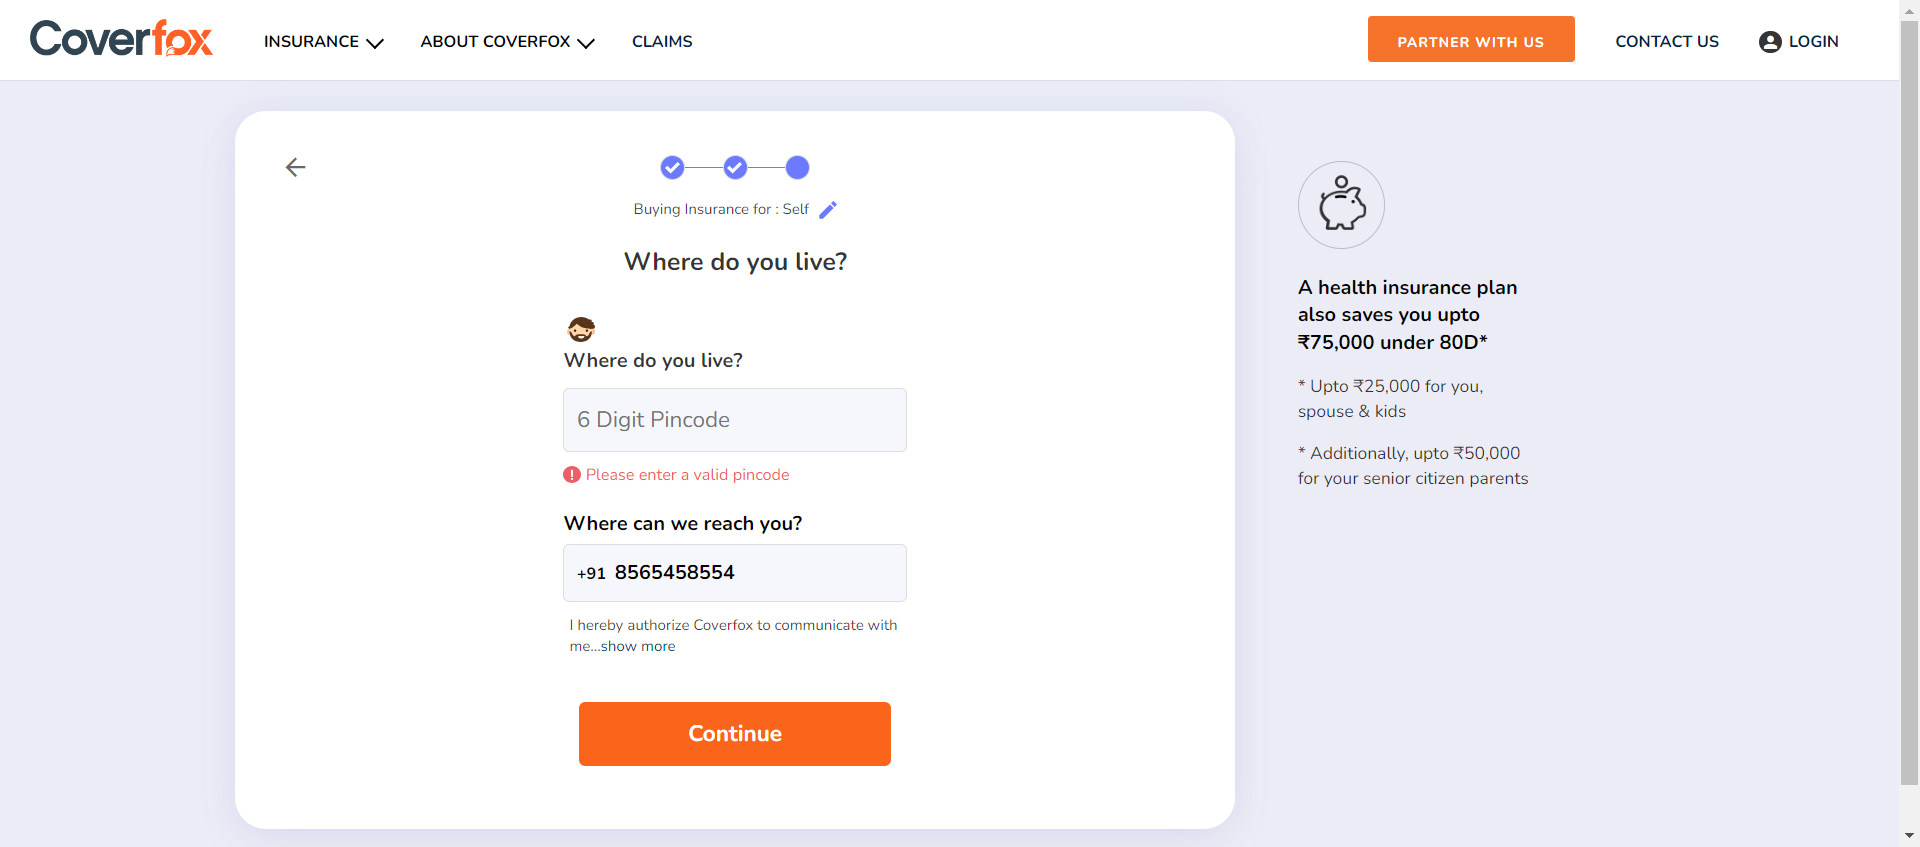 Coverfox
INSURANCE
ABOUT COVERFOX
CLAIMS
PARTNER WITH US
CONTACT US
LOGIN
Buying Insurance for : Self
Where do you live?
Where do you live?
6 Digit Pincode
Please enter a valid pincode
Where can we reach you?
+91 8565458554
I hereby authorize Coverfox to communicate with
me...show more
Continue
A health insurance plan
also saves you upto
₹75,000 under 80D*
* Upto ₹25,000 for you,
spouse & kids
* Additionally, upto ₹50,000
for your senior citizen parents